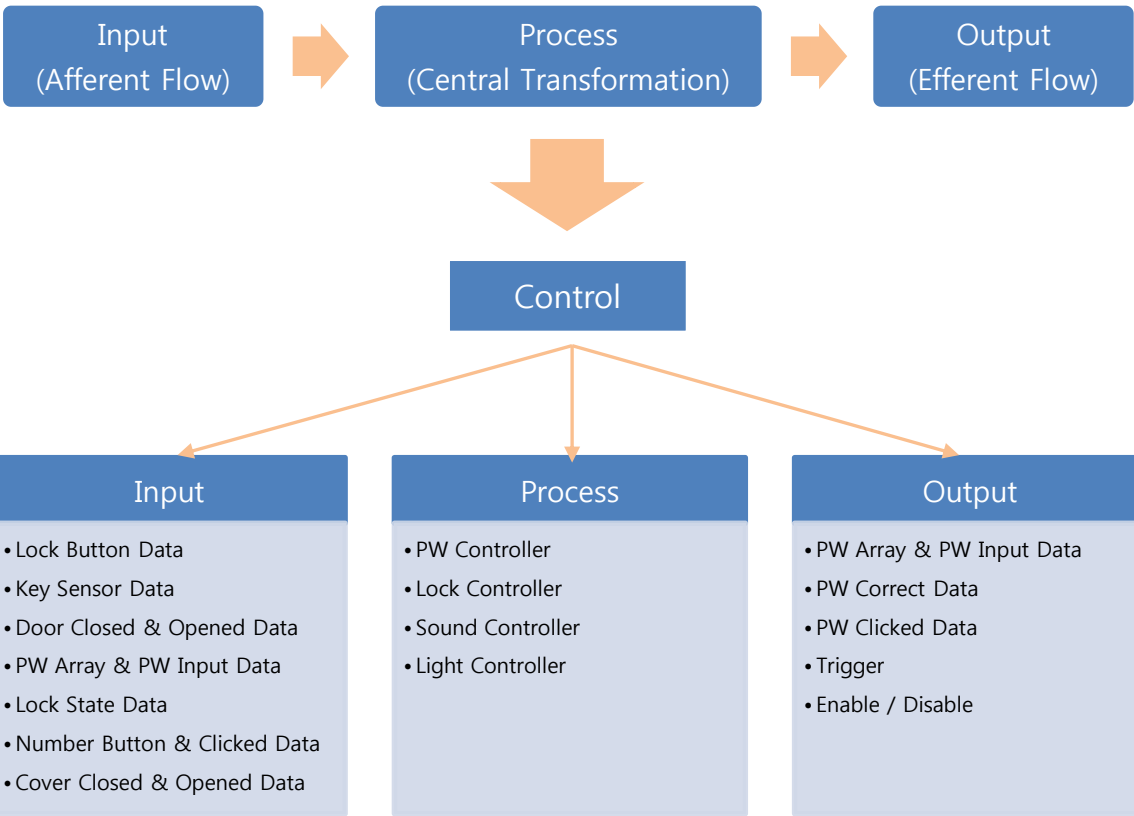 Input
(Afferent Flow)
Process
(Central Transformation)
Output
(Efferent Flow)
Control
Input
• Lock Button Data
• Key Sensor Data
• Door Closed & Opened Data
• PW Array & PW Input Data
• Lock State Data
• Number Button & Clicked Data
• Cover Closed & Opened Data
Process
• PW Controller
• Lock Controller
• Sound Controller
• Light Controller
Output
• PW Array & PW Input Data
• PW Correct Data
• PW Clicked Data
• Trigger
• Enable / Disable